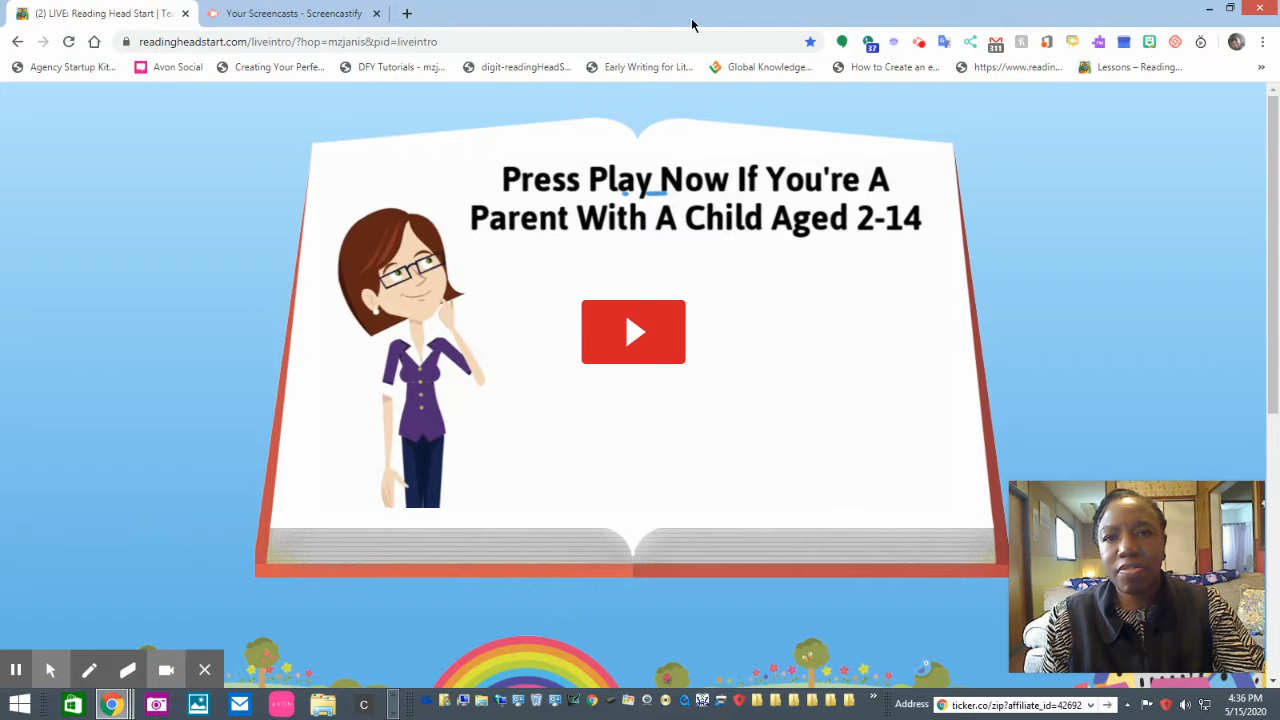 (2) LIVE: Reading Head Start | Te
Your Screencasts - Screencastify
readingheadstart.com/liveintro/?hop=mzjanis&pid=liveintro
37
311
Agency Startup Kit...
Avon Social
Creating Your Perfe...
DFY Tutorials - mzj...
digit-readingHeadS...
Early Writing for Lit...
Global Knowledge...
How to Create an e...
https://www.readin...
Lessons – Reading...
Press Play Now If You're A
Parent With A Child Aged 2-14
AVON
C
Address
ticker.co/zip?affiliate_id=42692
4:36 PM
5/15/2020